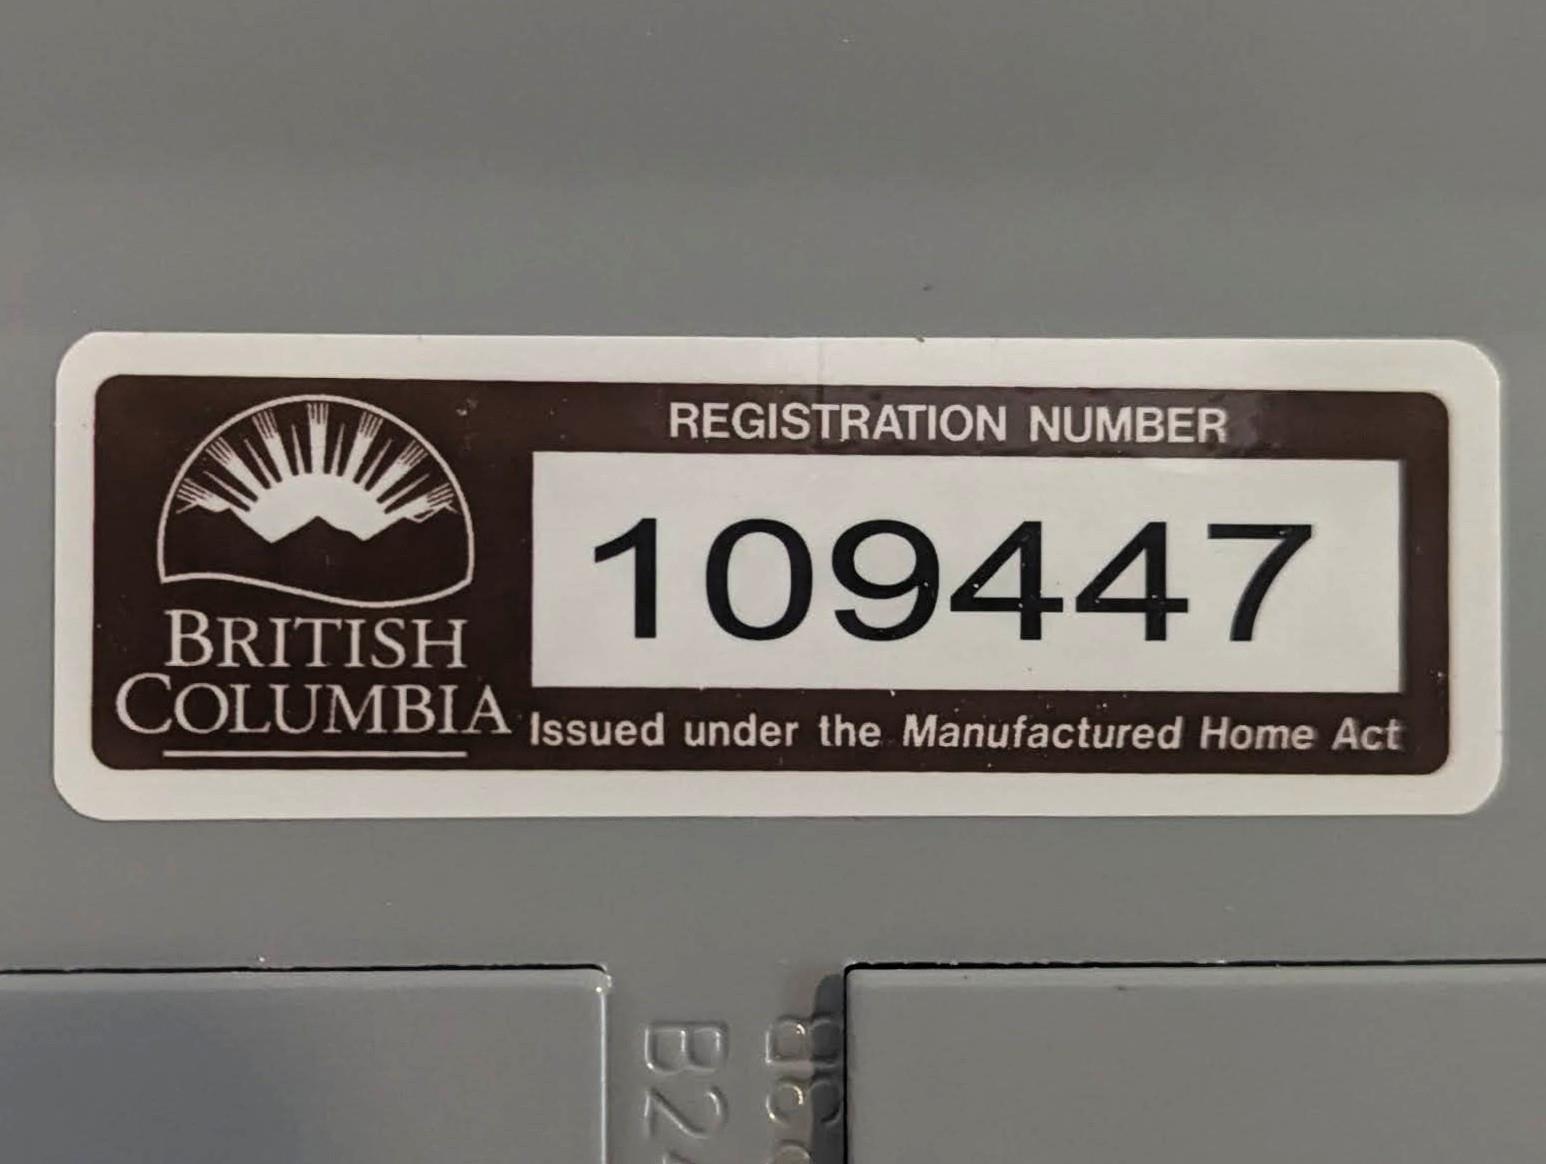 REGISTRATION NUMBER
109447
BRITISH
COLUMBIA
Issued under the Manufactured Home Act